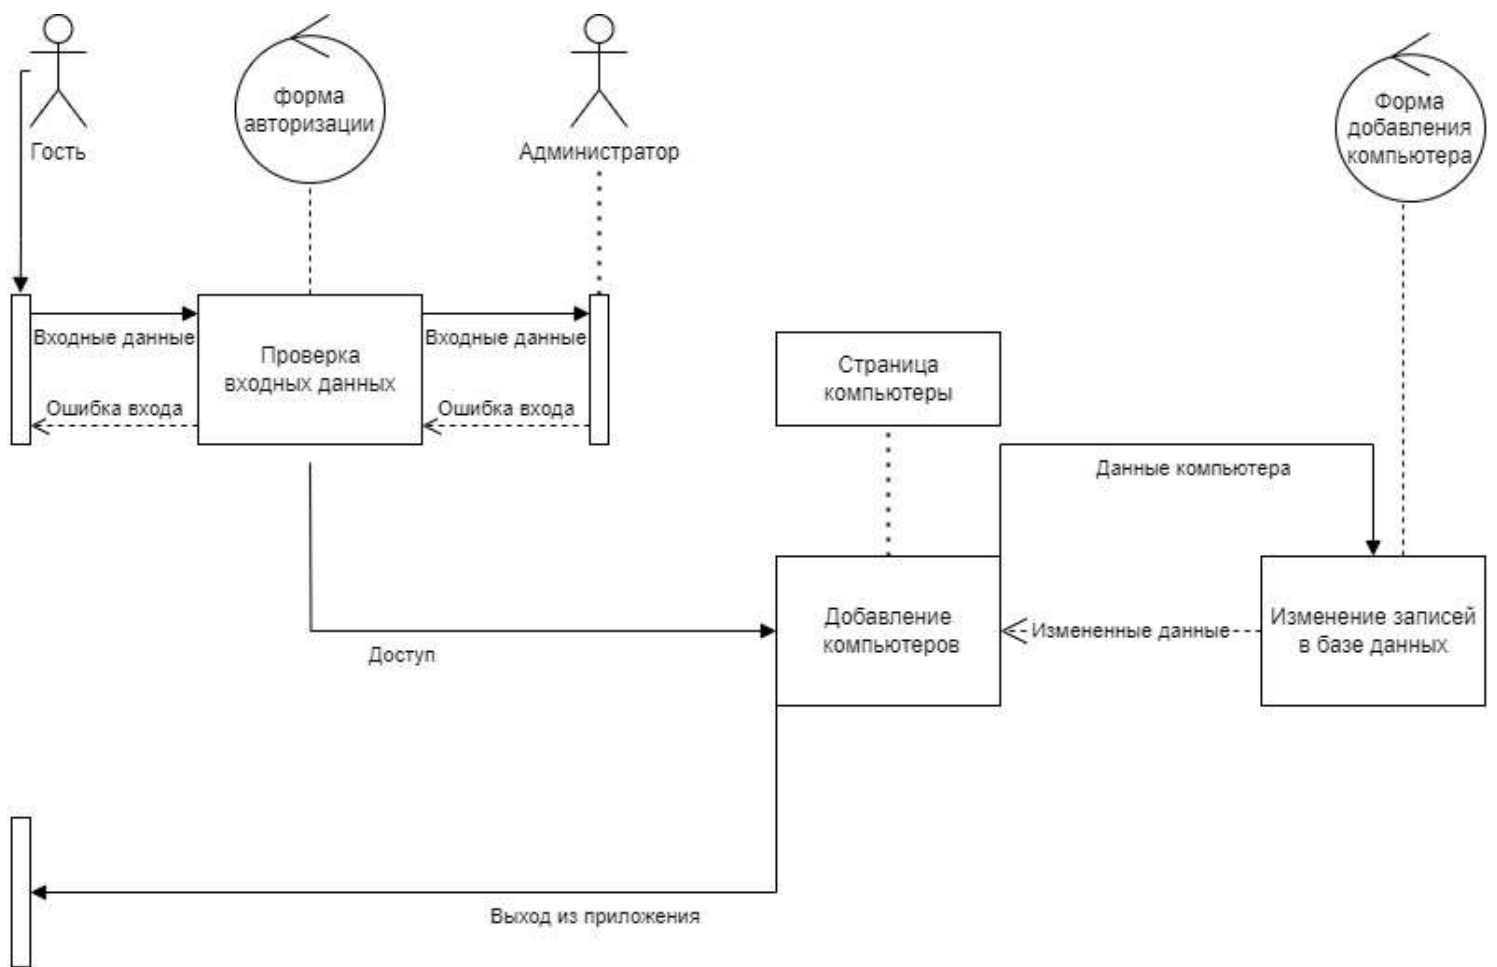 форма
авторизации
Форма
добавления
компьютера
Гость
Администратор
Входные данные
Входные данные
Проверка
входных данных
Ошибка входа
Ошибка входа
Страница
компьютеры
Данные компьютера
Добавление
компьютеров
Измененные данные
Изменение записей
в базе данных
Доступ
Выход из приложения